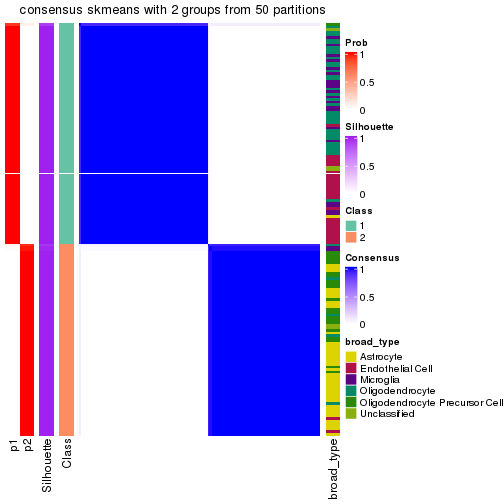 consensus skmeans with 2 groups from 50 partitions
Prob
1
0.5
0
Silhouette
1
0.5
0
Class
1
2
Consensus
1
0.5
0
broad_type
Astrocyte
Endothelial Cell
Microglia
Oligodendrocyte
Oligodendrocyte Precursor Cell
Unclassified
p1
p2
Silhouette
Class
broad_type